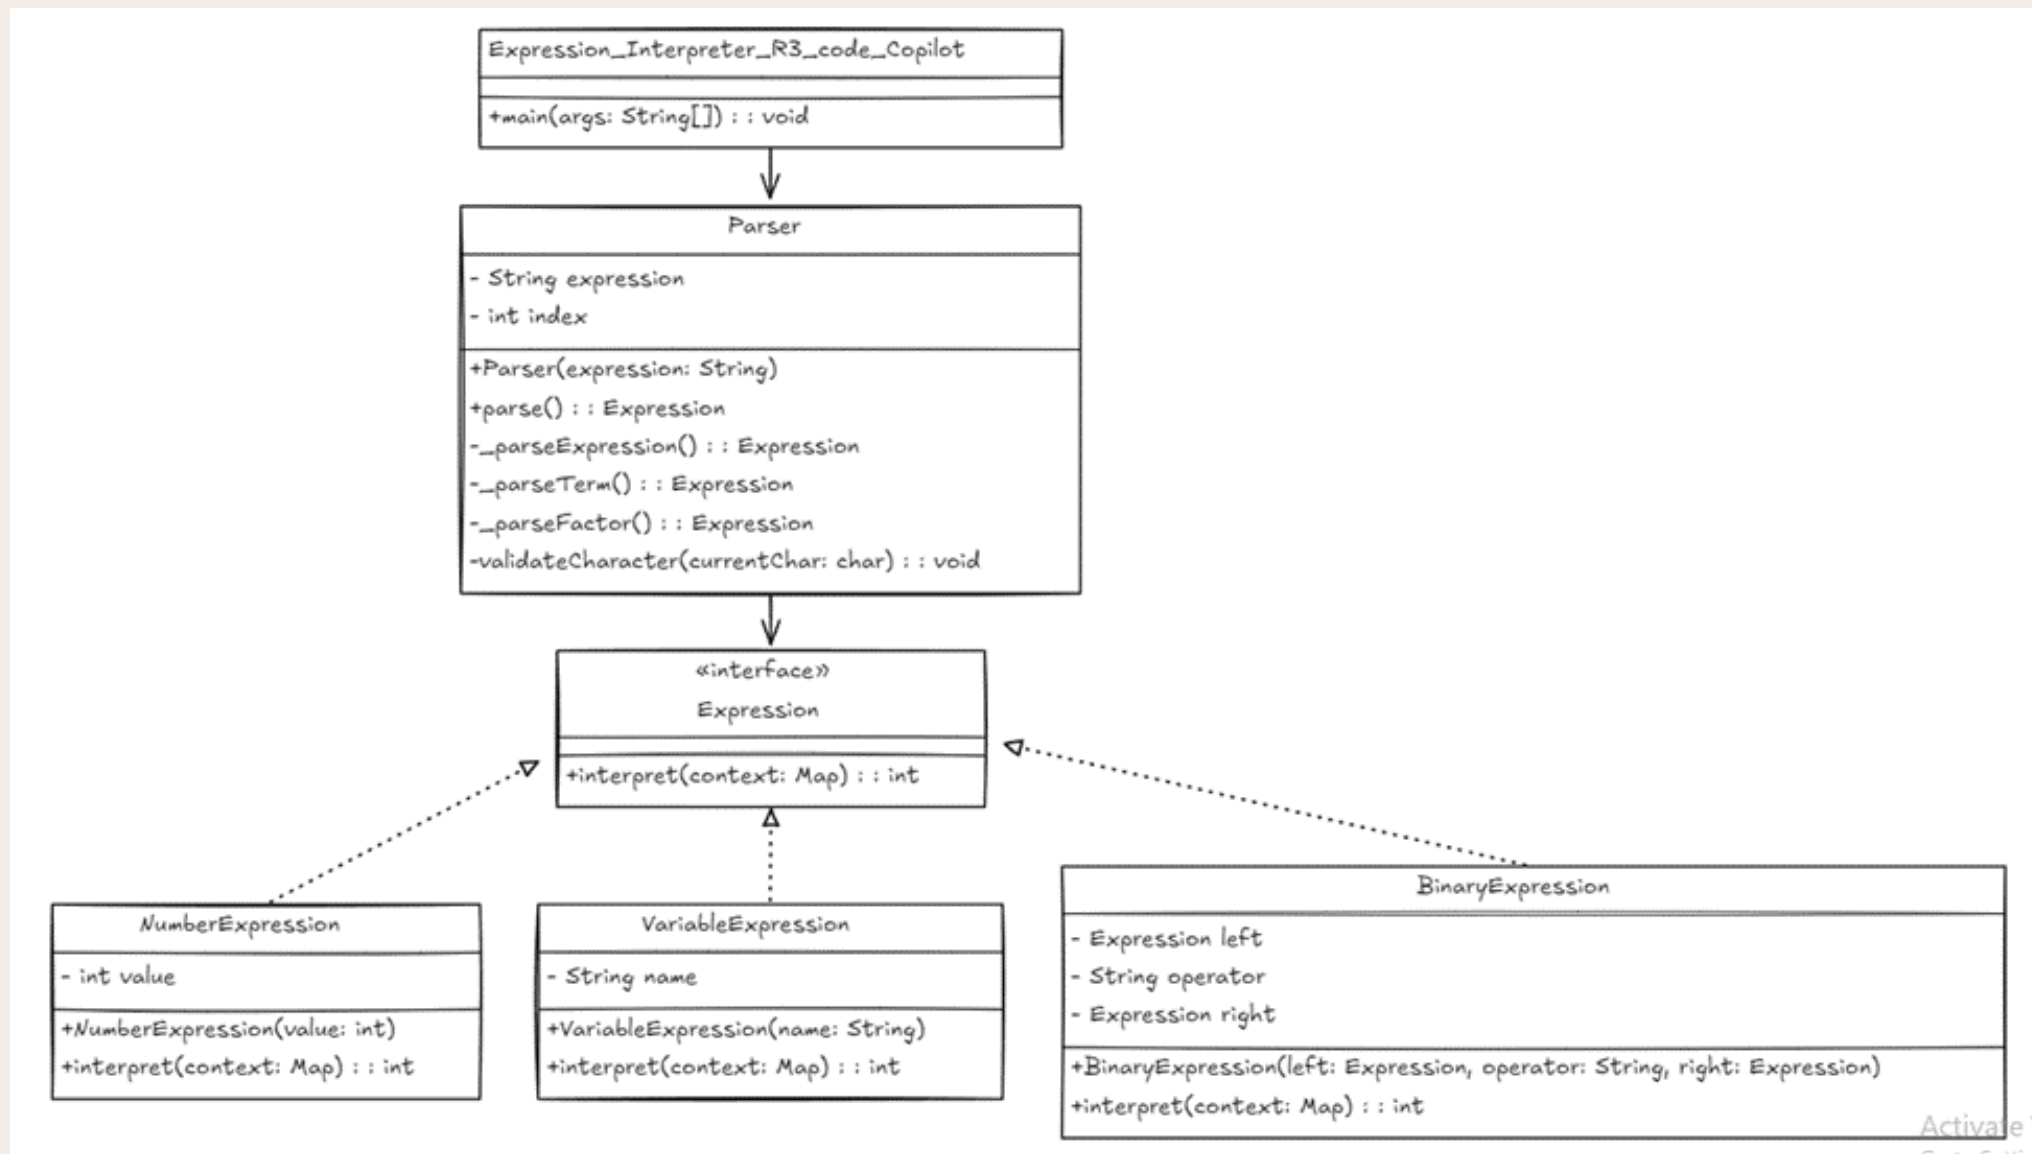 Expression_Interpreter_R3_code_Copilot
+main(args: String[]) : : void
Parser
- String expression
- int index
+Parser(expression: String)
+parse() : : Expression
-_parseExpression() : : Expression
-_parseTerm() : : Expression
-_parseFactor() : : Expression
-validateCharacter(currentChar: char) : : void
«interface»
Expression
+interpret(context: Map) : : int
NumberExpression
- int value
+NumberExpression(value: int)
+interpret(context: Map) : : int
VariableExpression
- String name
+VariableExpression(name: String)
+interpret(context: Map) : : int
BinaryExpression
- Expression left
- String operator
- Expression right
+BinaryExpression(left: Expression, operator: String, right: Expression)
+interpret(context: Map) : : int
Activate